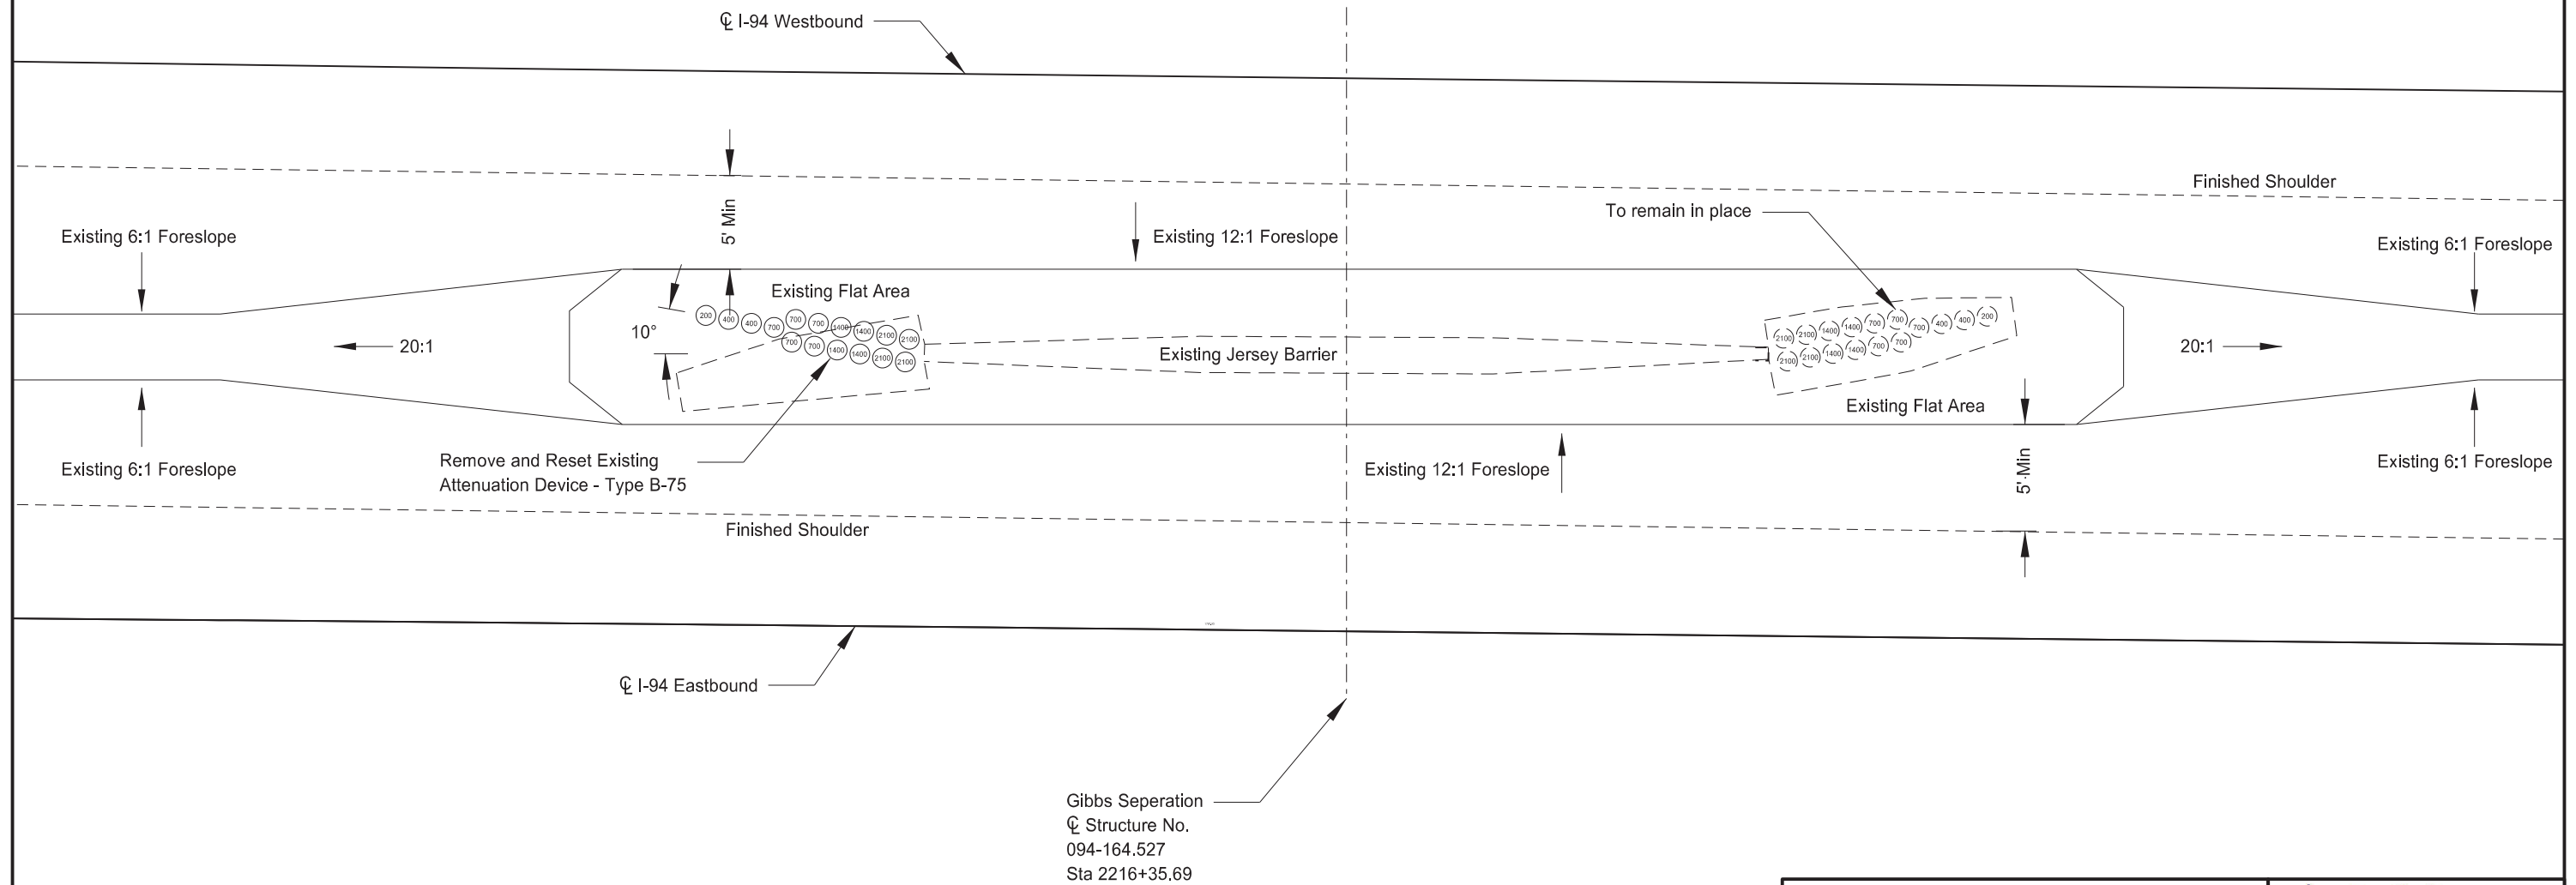 ℄ I-94 Westbound
Finished Shoulder
To remain in place
5' Min
Existing 6:1 Foreslope
Existing 12:1 Foreslope
Existing 6:1 Foreslope
Existing Flat Area
200 400 400 700 700 700 1400 1400 2100 2100
700 700 1400 1400 2100 2100
10°
20:1
Existing Jersey Barrier
2100 2100 1400 1400 700 700 700 400 400 200
2100 2100 1400 1400 700 700
20:1
Existing Flat Area
Existing 6:1 Foreslope
Remove and Reset Existing
Attenuation Device - Type B-75
Existing 12:1 Foreslope
5' Min
Existing 6:1 Foreslope
Finished Shoulder
℄ I-94 Eastbound
Gibbs Seperation
℄ Structure No.
094-164.527
Sta 2216+35.69